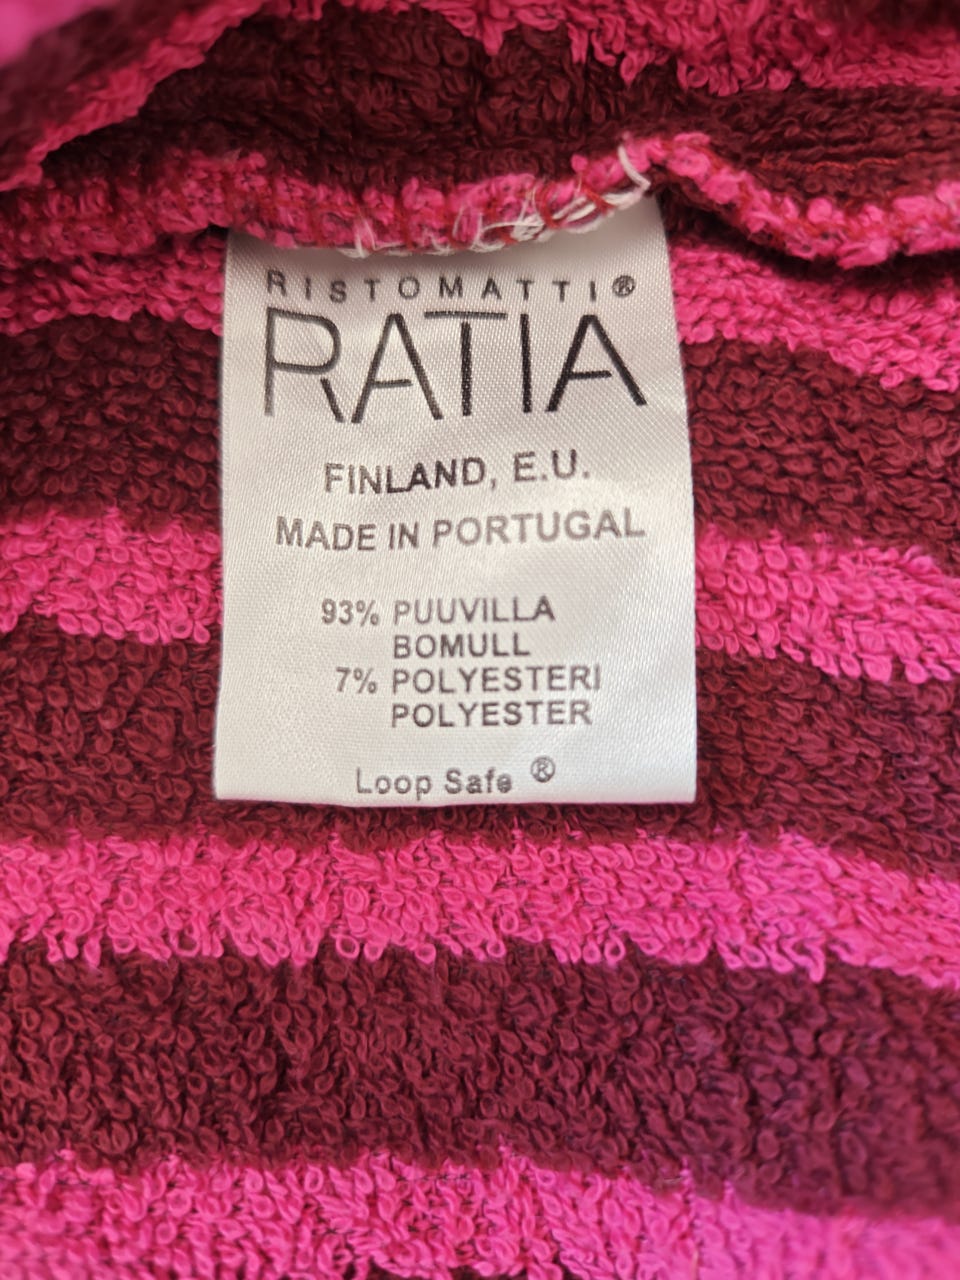 RISTOMATTI®
RATIA
FINLAND, E.U.
MADE IN PORTUGAL
93% PUUVILLA
BOMULL
7% POLYESTERI
POLYESTER
Loop Safe ®